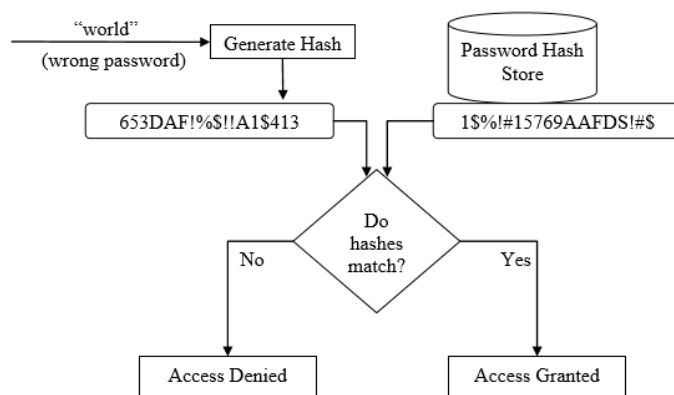 “world”
(wrong password)
Generate Hash
Password Hash
Store
653DAF!%$!!A1$413
1$%!#15769AAFDS!#$
Do
hashes
match?
No
Yes
Access Denied
Access Granted